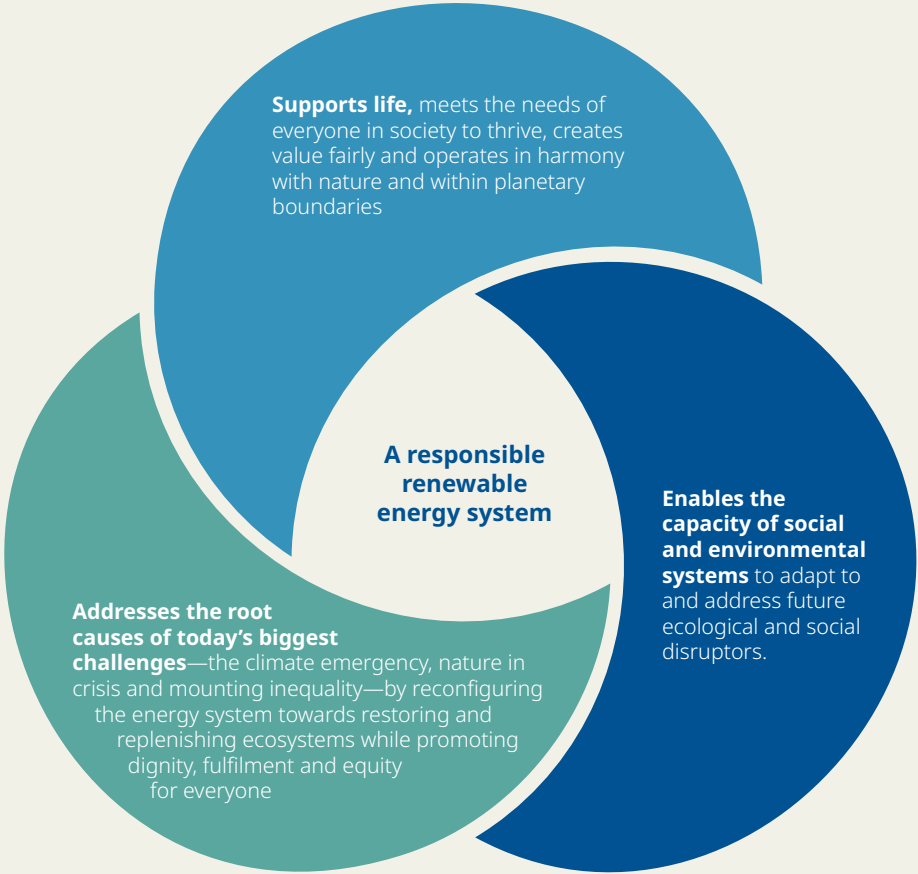 Supports life, meets the needs of
everyone in society to thrive, creates
value fairly and operates in harmony
with nature and within planetary
boundaries
A responsible
renewable
energy system
Enables the
capacity of social
and environmental
systems to adapt to
and address future
ecological and social
disruptors.
Addresses the root
causes of today’s biggest
challenges—the climate emergency, nature in
crisis and mounting inequality—by reconfiguring
the energy system towards restoring and
replenishing ecosystems while promoting
dignity, fulfilment and equity
for everyone